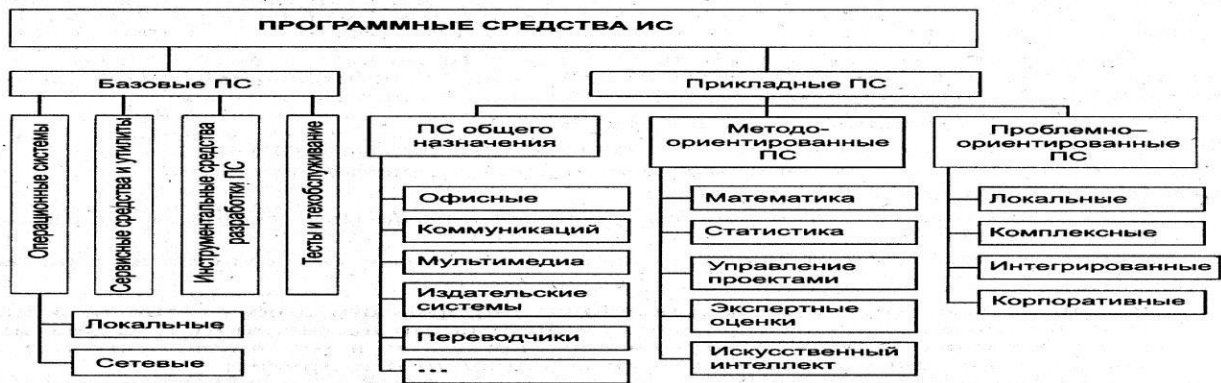 ПРОГРАММНЫЕ СРЕДСТВА ИС
Базовые ПС
Прикладные ПС
Операционные системы
Сервисные средства и утилиты
Инструментальные средства
разработки ПС
Тесты и техобслуживание
Локальные
Сетевые
ПС общего
назначения
Офисные
Коммуникаций
Мультимедиа
Издательские
системы
Переводчики
...
Методо-
ориентированные
ПС
Математика
Статистика
Управление
проектами
Экспертные
оценки
Искусственный
интеллект
Проблемно–
ориентированные
ПС
Локальные
Комплексные
Интегрированные
Корпоративные